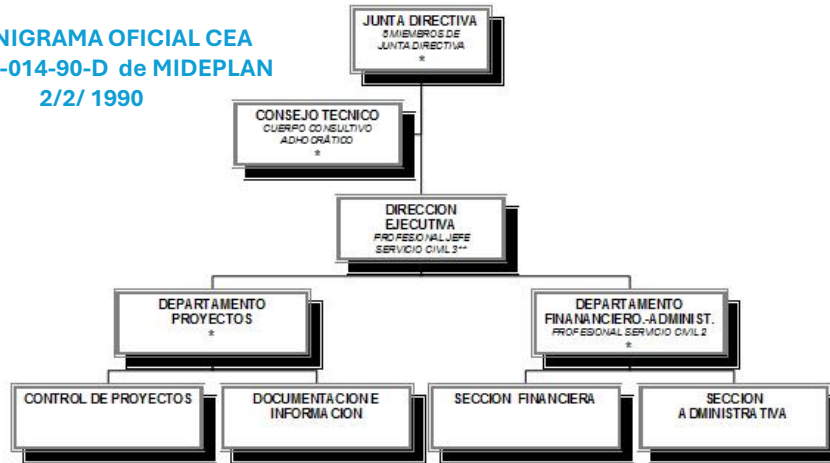 NIGRAMA OFICIAL CEA
-014-90-D de MIDEPLAN
2/2/ 1990
JUNTA DIRECTIVA
5 MIEMBROS DE
JUNTA DIRECTIVA
*
CONSEJO TECNICO
CUERPO CONSULTIVO
ADHOCRÁTICO
*
DIRECCION
EJECUTIVA
PROFESIONAL JEFE
SERVICIO CIVIL 3**
DEPARTAMENTO
PROYECTOS
*
DEPARTAMENTO
FINANANCIERO.-ADMINIST.
PROFESIONAL SERVICIO CIVIL 2
*
CONTROL DE PROYECTOS
DOCUMENTACION E
INFORMACION
SECCION FINANCIERA
SECCION
ADMINISTRATIVA